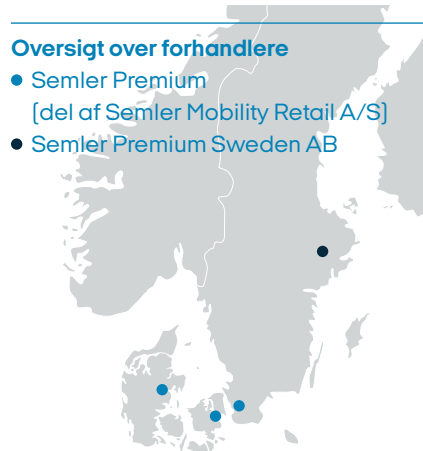 Oversigt over forhandlere
Semler Premium
(del af Semler Mobility Retail A/S)
Semler Premium Sweden AB